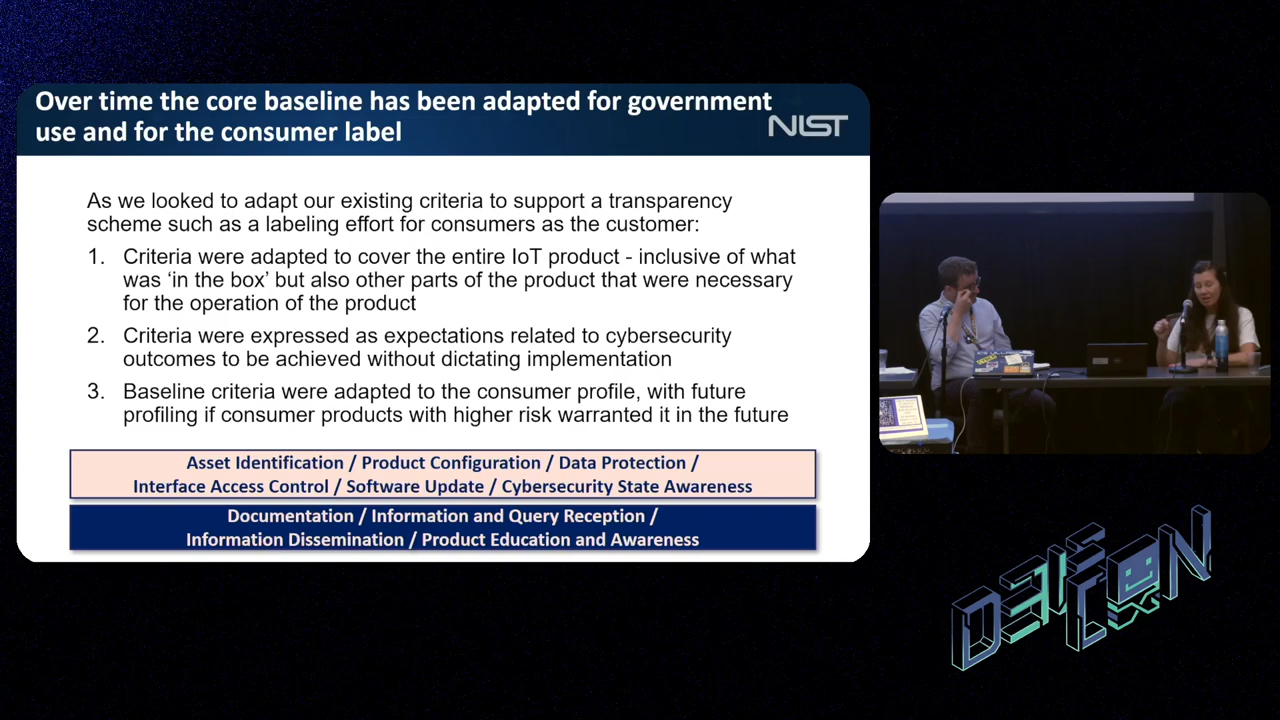 Over time the core baseline has been adapted for government
use and for the consumer label
NIST
As we looked to adapt our existing criteria to support a transparency
scheme such as a labeling effort for consumers as the customer:
1. Criteria were adapted to cover the entire IoT product - inclusive of what
was ‘in the box’ but also other parts of the product that were necessary
for the operation of the product
2. Criteria were expressed as expectations related to cybersecurity
outcomes to be achieved without dictating implementation
3. Baseline criteria were adapted to the consumer profile, with future
profiling if consumer products with higher risk warranted it in the future
Asset Identification / Product Configuration / Data Protection /
Interface Access Control / Software Update / Cybersecurity State Awareness
Documentation / Information and Query Reception /
Information Dissemination / Product Education and Awareness
DEF CON